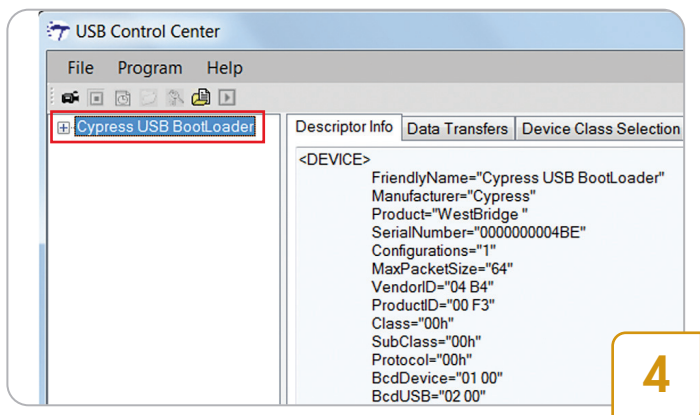 USB Control Center
File Program Help
Cypress USB BootLoader
Descriptor Info Data Transfers Device Class Selection
<DEVICE>
FriendlyName="Cypress USB BootLoader"
Manufacturer="Cypress"
Product="WestBridge "
SerialNumber="0000000004BE"
Configurations="1"
MaxPacketSize="64"
VendorID="04 B4"
ProductID="00 F3"
Class="00h"
SubClass="00h"
Protocol="00h"
BcdDevice="01 00"
BcdUSB="02 00"
4